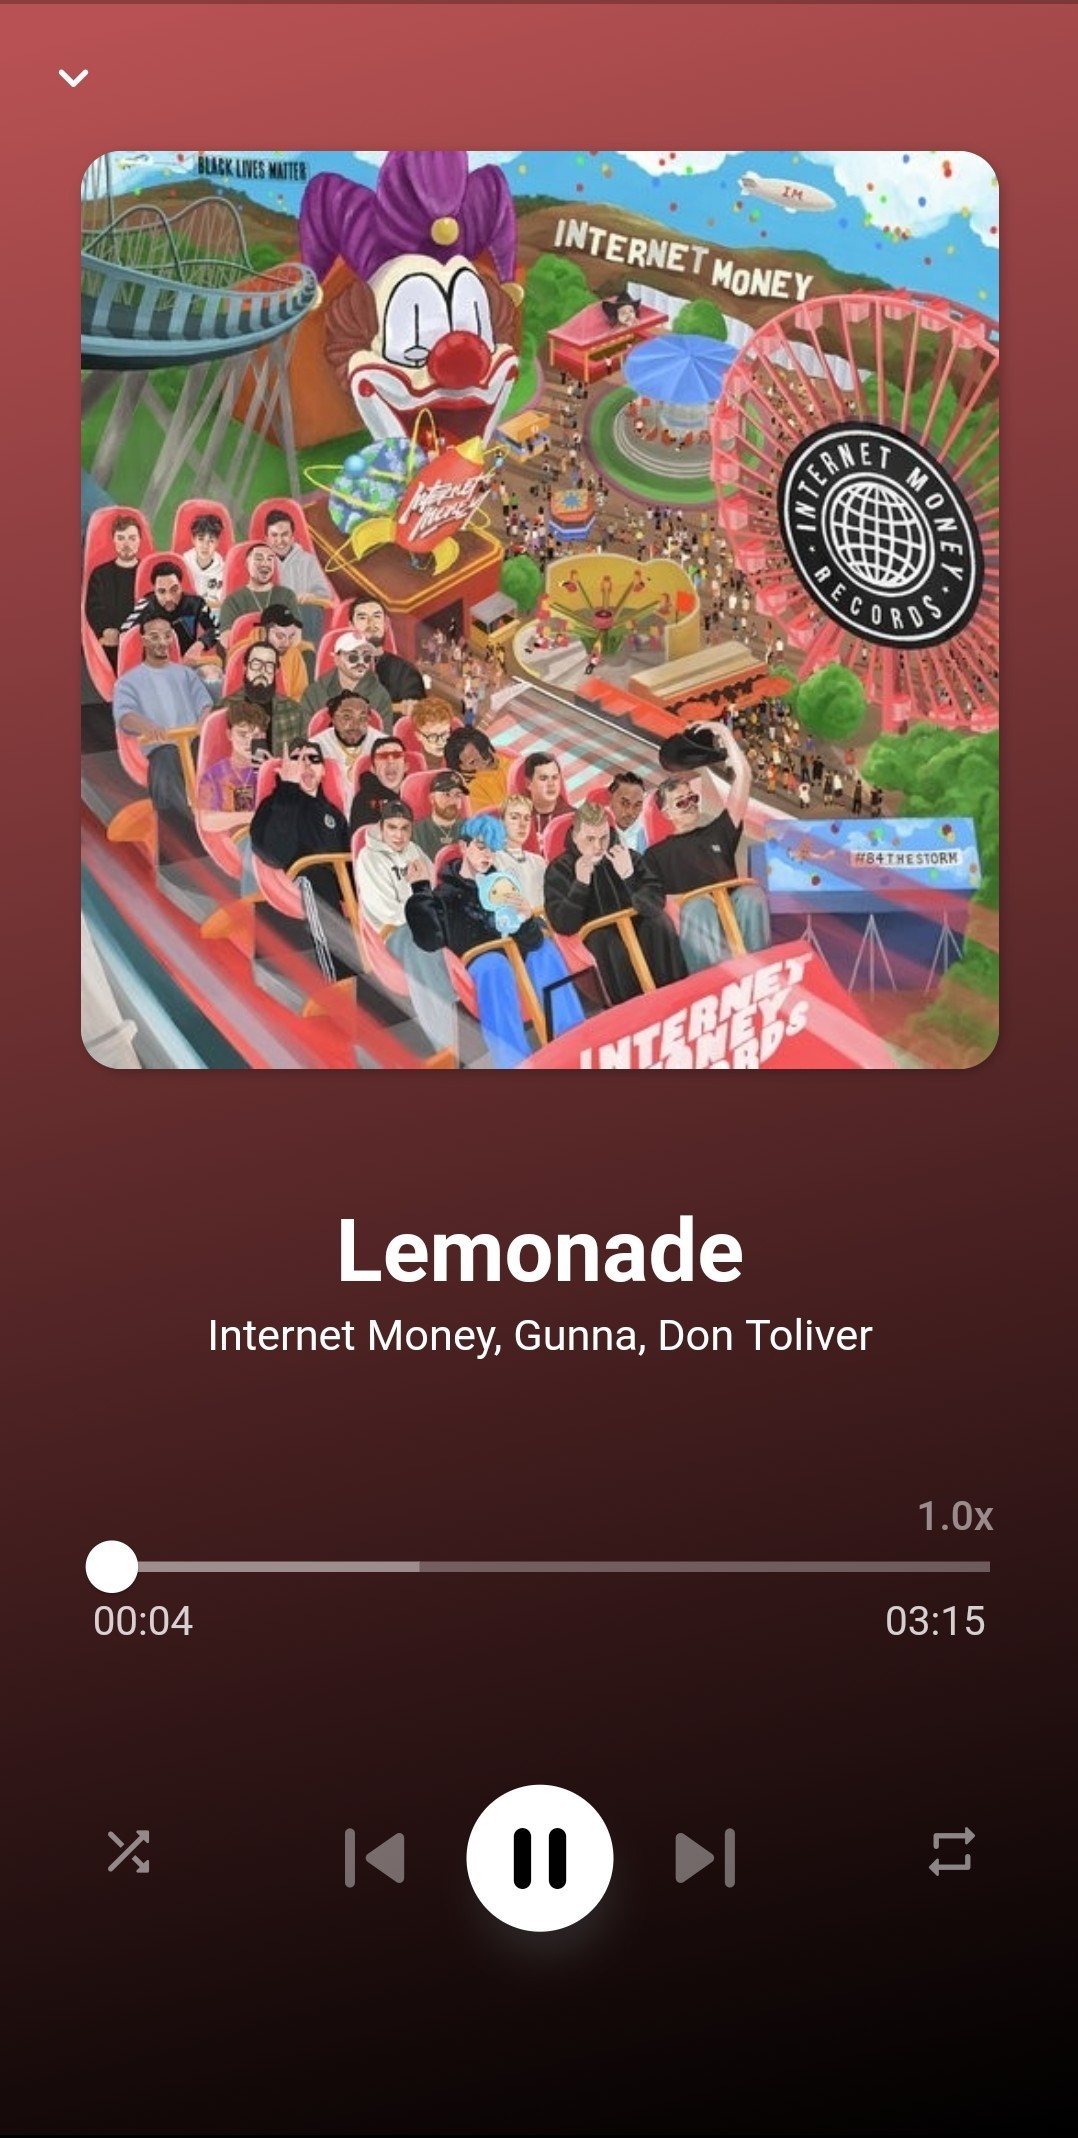 BLACK LIVES MATTER
IM
INTERNET MONEY
Internet
Money
INTERNET MONEY
RECORDS
#84THESTORM
INTERNET
MONEY
RECORDS
Lemonade
Internet Money, Gunna, Don Toliver
1.0x
00:04
03:15